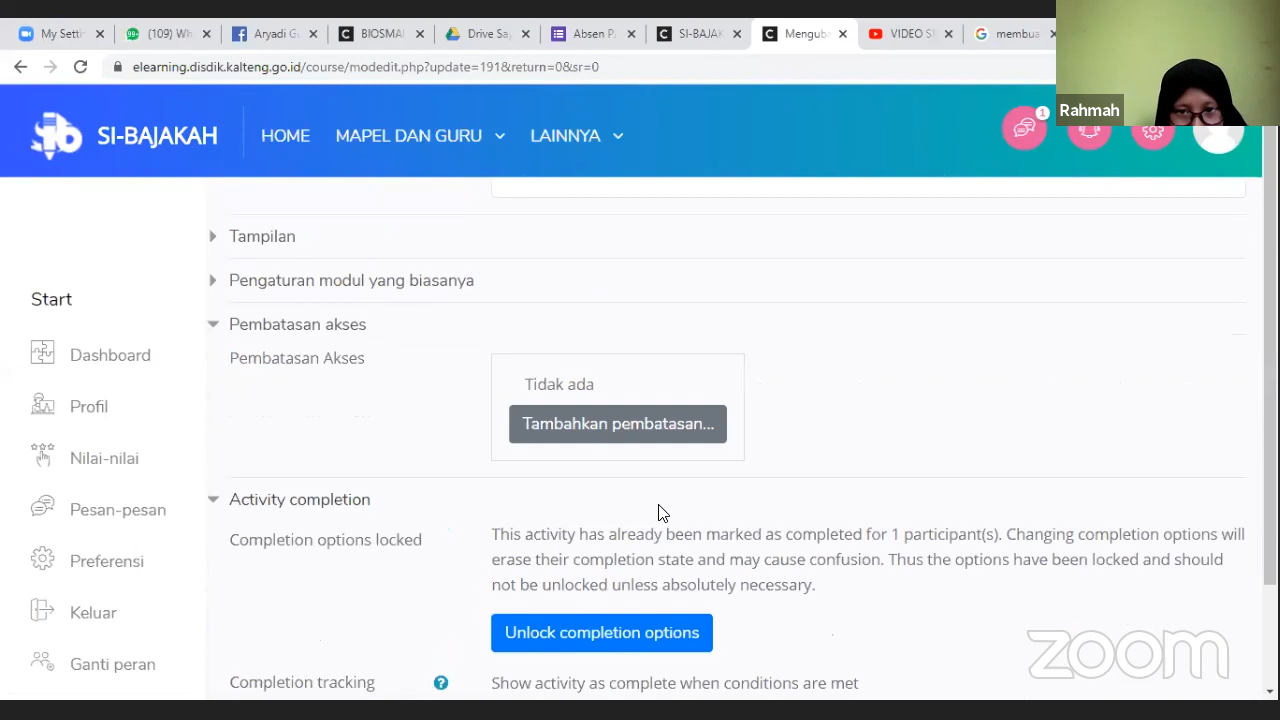 My Setti
(109) Wh
Aryadi Gu
BIOSMA
Drive Sa
Absen P
SI-BAJAK
Menguba
VIDEO S
membua
elearning.disdik.kalteng.go.id/course/modedit.php?update=191&return=0&sr=0
Rahmah
SI-BAJAKAH
HOME
MAPEL DAN GURU
LAINNYA
1
Tampilan
Pengaturan modul yang biasanya
Start
Pembatasan akses
Dashboard
Pembatasan Akses
Tidak ada
Profil
Tambahkan pembatasan...
Nilai-nilai
Activity completion
Pesan-pesan
Completion options locked
This activity has already been marked as completed for 1 participant(s). Changing completion options will
erase their completion state and may cause confusion. Thus the options have been locked and should
not be unlocked unless absolutely necessary.
Preferensi
Keluar
Unlock completion options
zoom
Ganti peran
Completion tracking
Show activity as complete when conditions are met